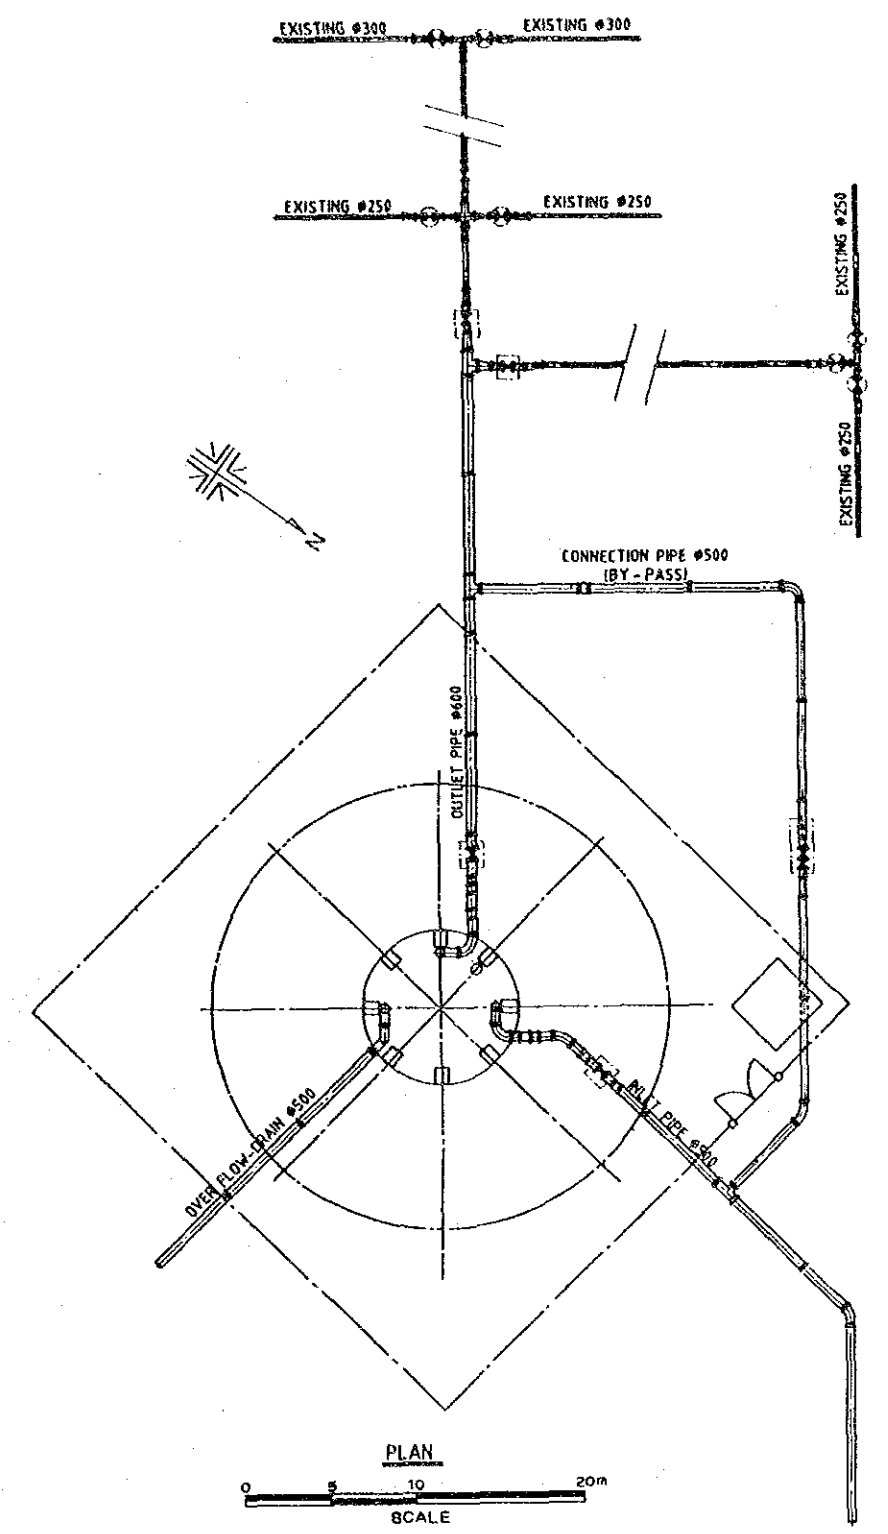 EXISTING ø300
EXISTING ø300
EXISTING ø250
EXISTING ø250
EXISTING ø250
EXISTING ø250
N
CONNECTION PIPE ø500
(BY-PASS)
OUTLET PIPE ø600
OVER FLOW-DRAIN ø500
INLET PIPE ø500
PLAN
0 5 10 20m
SCALE